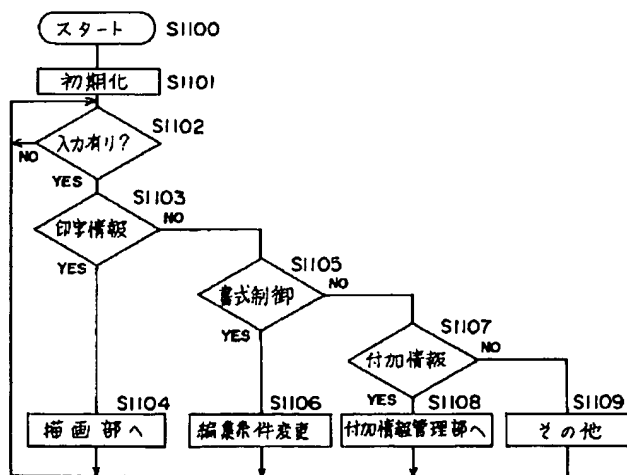 スタート S1100
初期化 S1101
S1102
入力有り?
NO
YES
S1103
印字情報
NO
YES
S1105
書式制御
NO
YES
S1107
付加情報
NO
YES
S1104
描画部へ
S1106
編集条件変更
S1108
付加情報管理部へ
S1109
その他